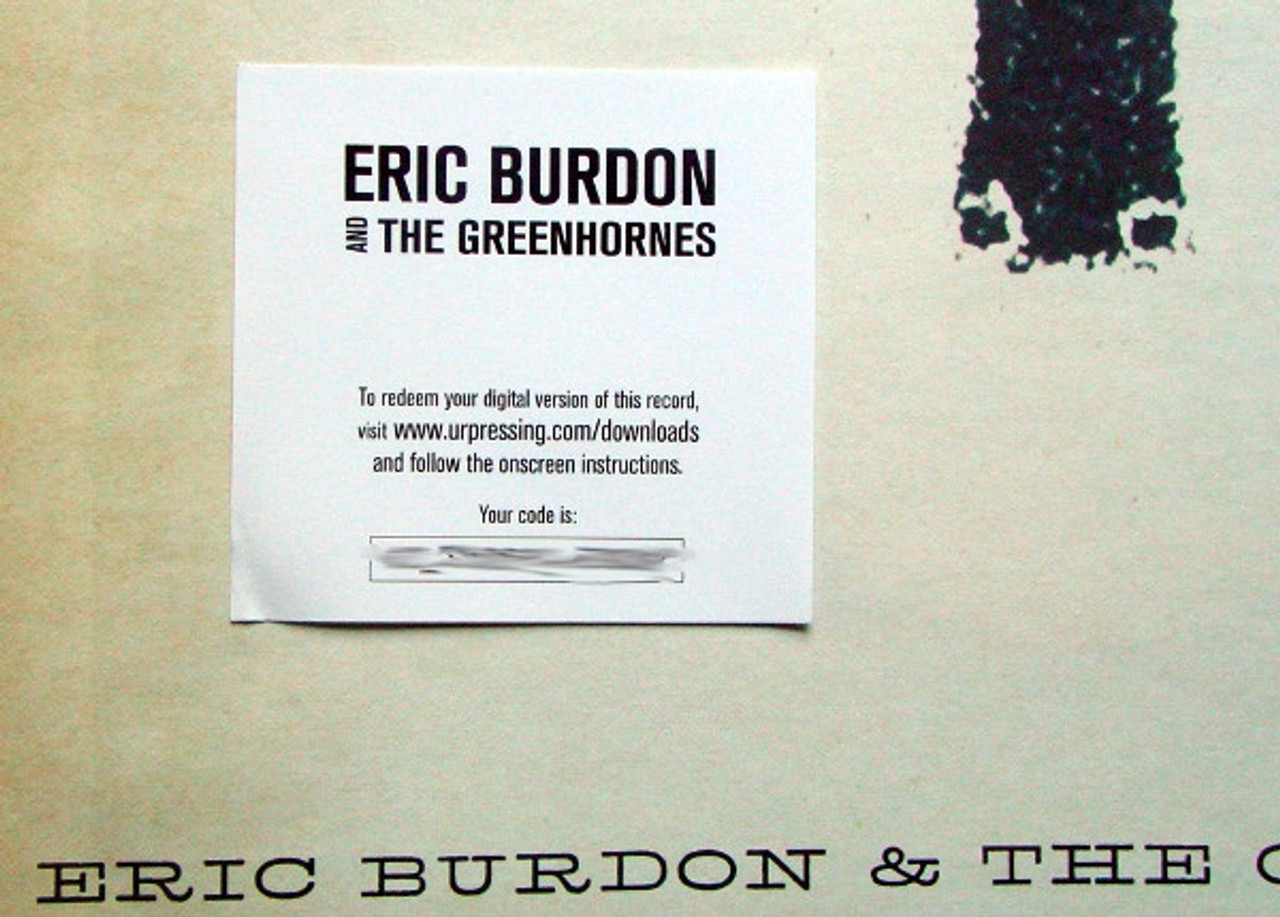 ERIC BURDON
AND THE GREENHORNES
To redeem your digital version of this record,
visit www.urpressing.com/downloads
and follow the onscreen instructions.
Your code is:
ERIC BURDON & THE